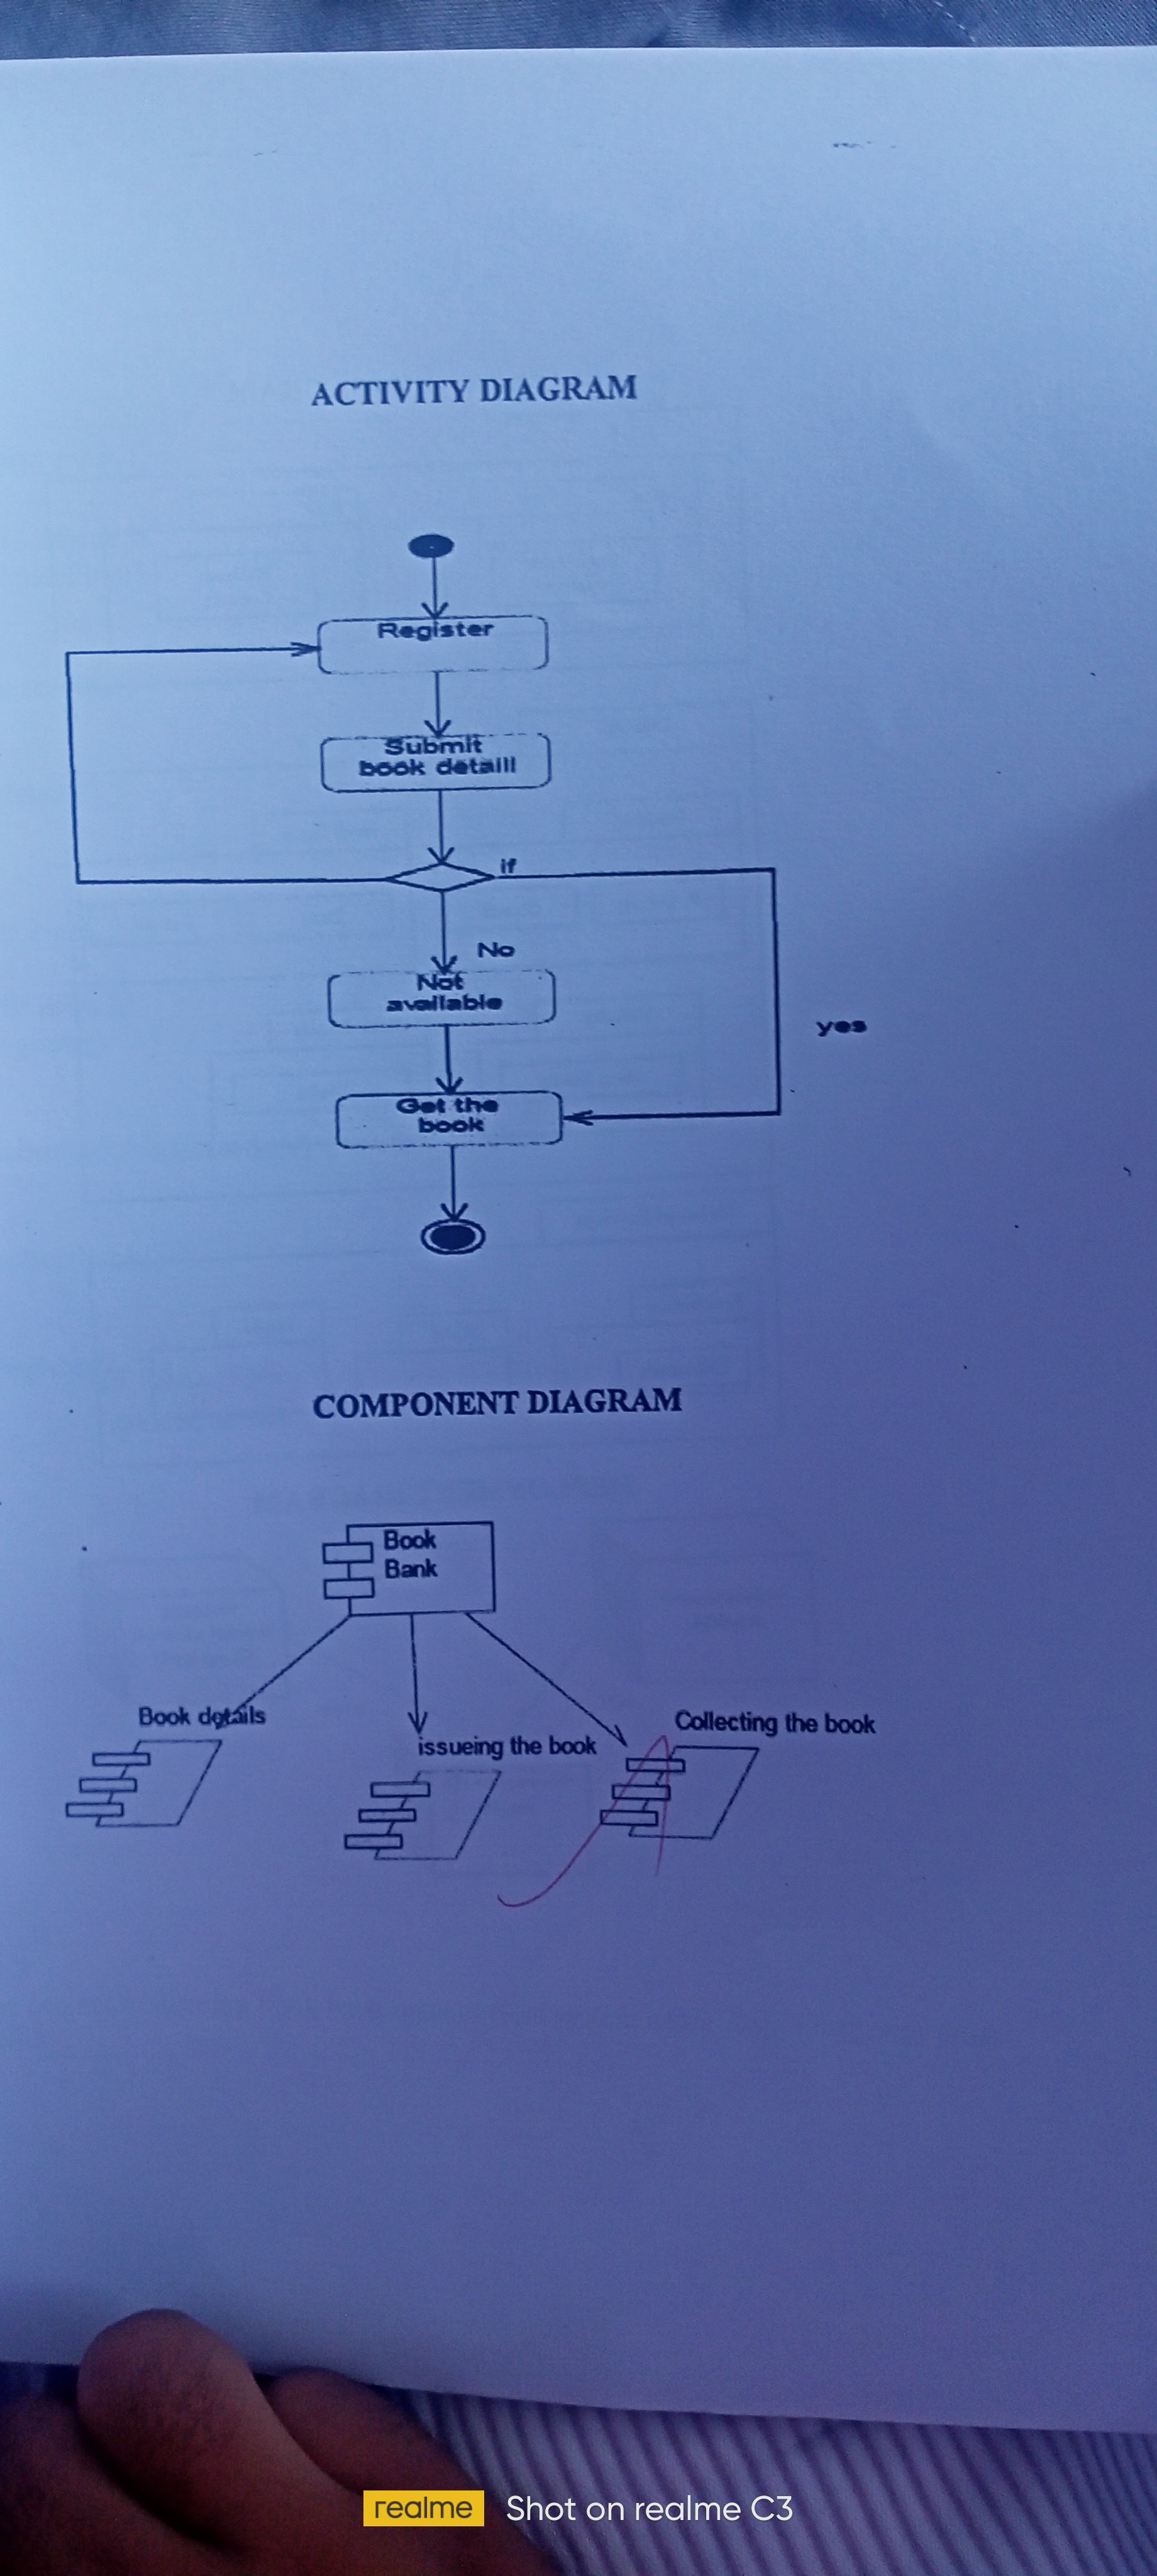 ACTIVITY DIAGRAM
Register
Submit
book detaill
if
No
Not
available
yes
Get the
book
COMPONENT DIAGRAM
Book
Bank
Book details
issueing the book
Collecting the book
realme Shot on realme C3